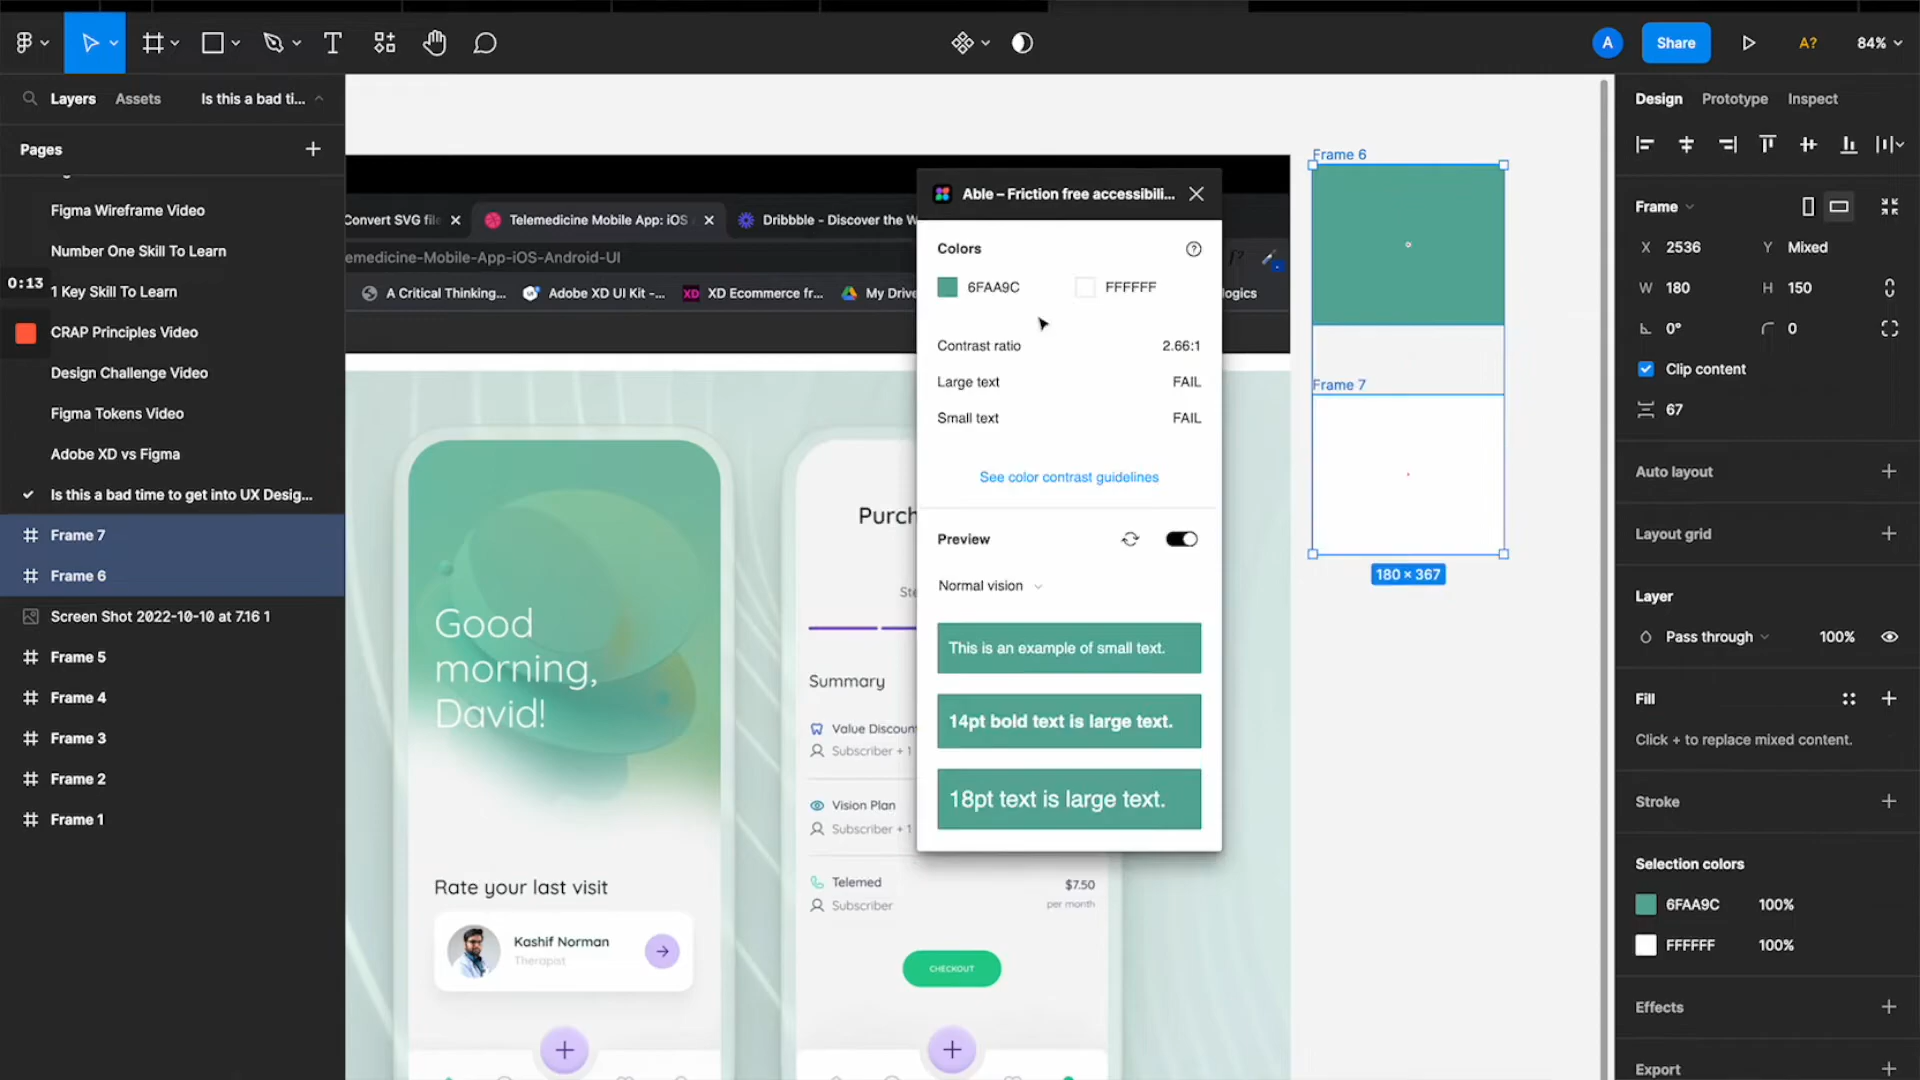 A
Share
A?
84%
Layers
Assets
Is this a bad ti...
Design
Prototype
Inspect
Pages
Figma Wireframe Video
Number One Skill To Learn
0:13
1 Key Skill To Learn
CRAP Principles Video
Design Challenge Video
Figma Tokens Video
Adobe XD vs Figma
Is this a bad time to get into UX Desig...
Frame 7
Frame 6
Screen Shot 2022-10-10 at 7.16 1
Frame 5
Frame 4
Frame 3
Frame 2
Frame 1
Convert SVG file
Telemedicine Mobile App: iOS
Dribbble - Discover the W
emedicine-Mobile-App-iOS-Android-UI
A Critical Thinking...
Adobe XD UI Kit -...
XD
XD Ecommerce fr...
My Drive
logics
Good
morning,
David!
Rate your last visit
Kashif Norman
Therapist
Purch
Ste
Summary
Value Discoun
Subscriber + 1
Vision Plan
Subscriber + 1
Telemed
$7.50
Subscriber
per month
CHECKOUT
Able – Friction free accessibili...
Colors
6FAA9C
FFFFFF
Contrast ratio
2.66:1
Large text
FAIL
Small text
FAIL
See color contrast guidelines
Preview
Normal vision
This is an example of small text.
14pt bold text is large text.
18pt text is large text.
Frame 6
Frame 7
180 × 367
Frame
X 2536
Y Mixed
W 180
H 150
0°
0
Clip content
67
Auto layout
Layout grid
Layer
Pass through
100%
Fill
Click + to replace mixed content.
Stroke
Selection colors
6FAA9C
100%
FFFFFF
100%
Effects
Export